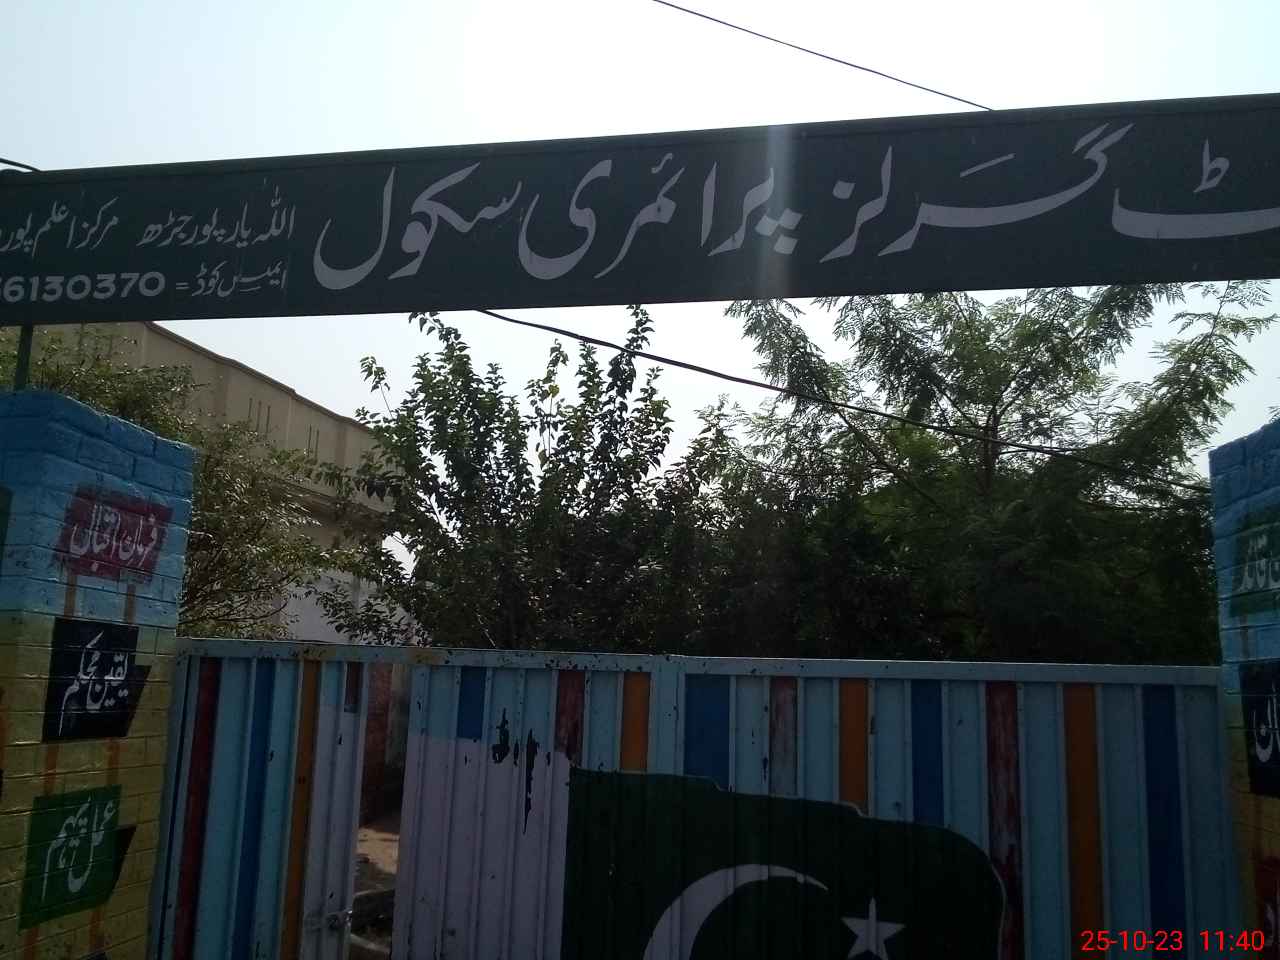 ٹ گرلز پرائمری سکول
اللہ یار پور جڑھ مرکز اعلم پور
ایمس کوڈ = 36130370
فرمان اقبال
یقین محکم
عمل پیہم
25-10-23 11:40